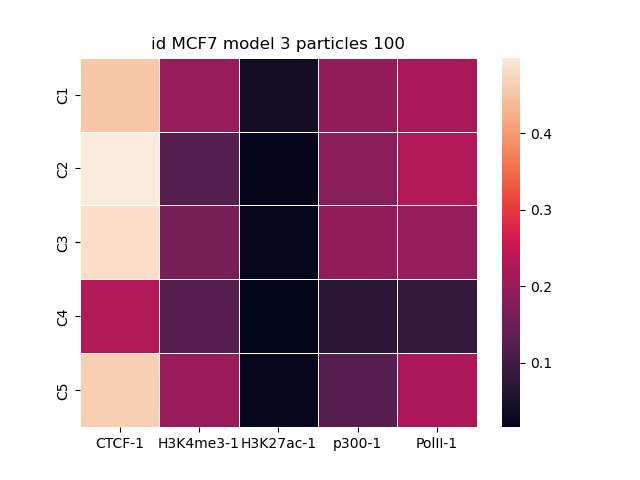 id MCF7 model 3 particles 100
C1
C2
C3
C4
C5
CTCF-1 H3K4me3-1 H3K27ac-1 p300-1 PolII-1
0.4
0.3
0.2
0.1